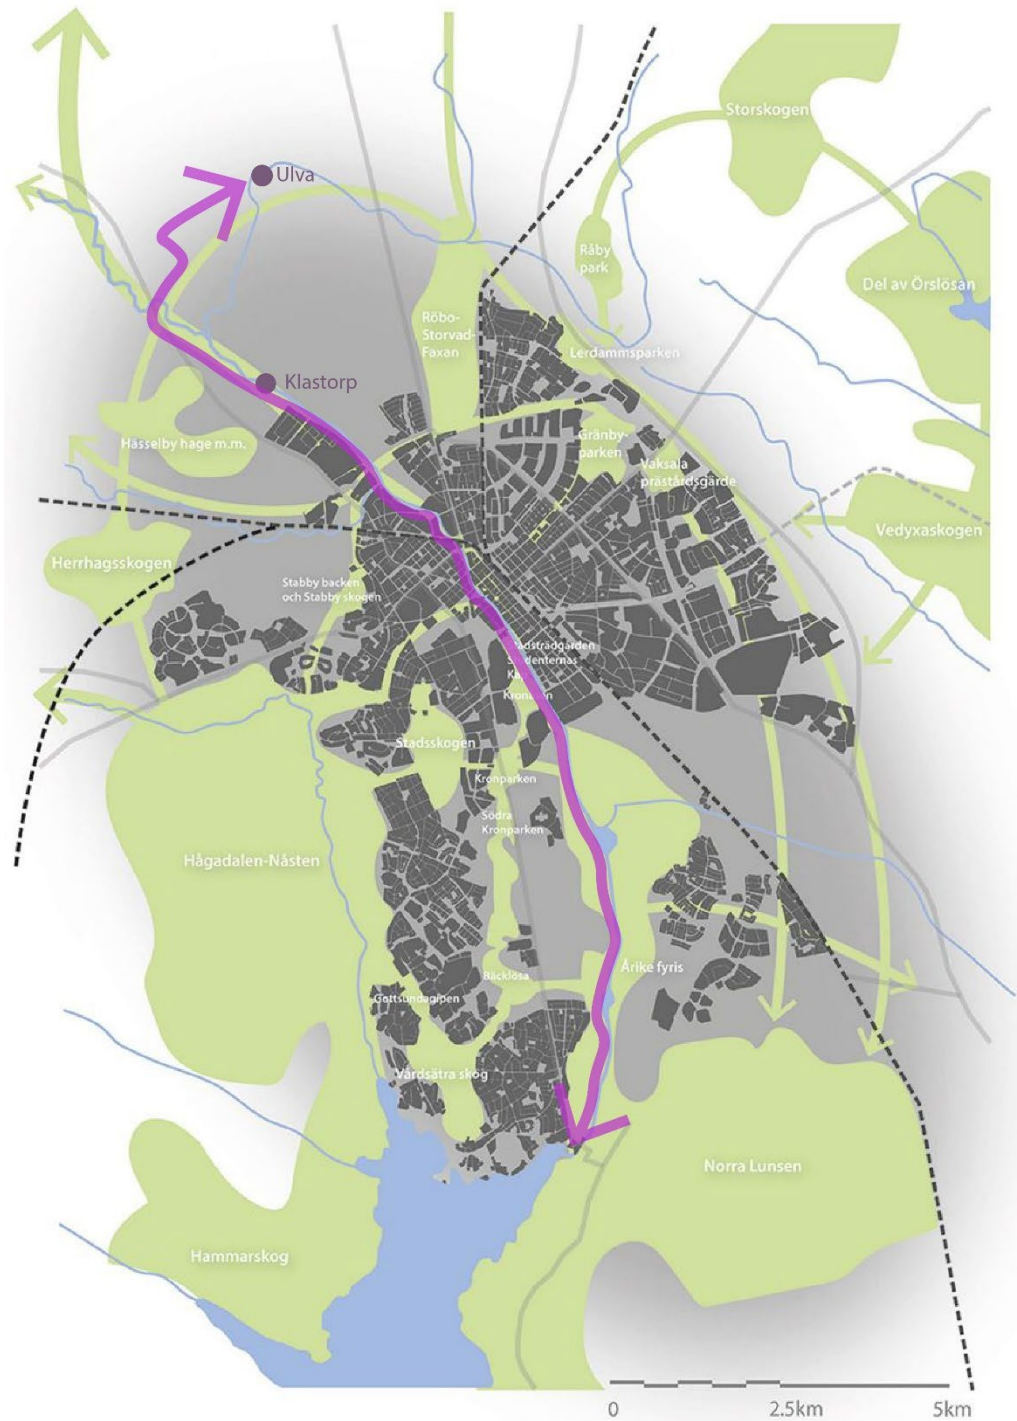 Storskogen
Ulva
Råby
park
Del av Örslösan
Röbo-
Storvad-
Faxan
Lerdammsparken
Klastorp
Gränby-
parken
Hässelby hage m.m.
Vaksala
prästårdsgärde
Vedyxaskogen
Herrhagsskogen
Stabby backen
och Stabby skogen
Stadsskogen
Kronparken
Södra
Kronparken
Hågadalen-Nåsten
Årike fyris
Bäcklösa
Gottsundagipen
Vårdsätra skog
Norra Lunsen
Hammarskog
0 2.5km 5km